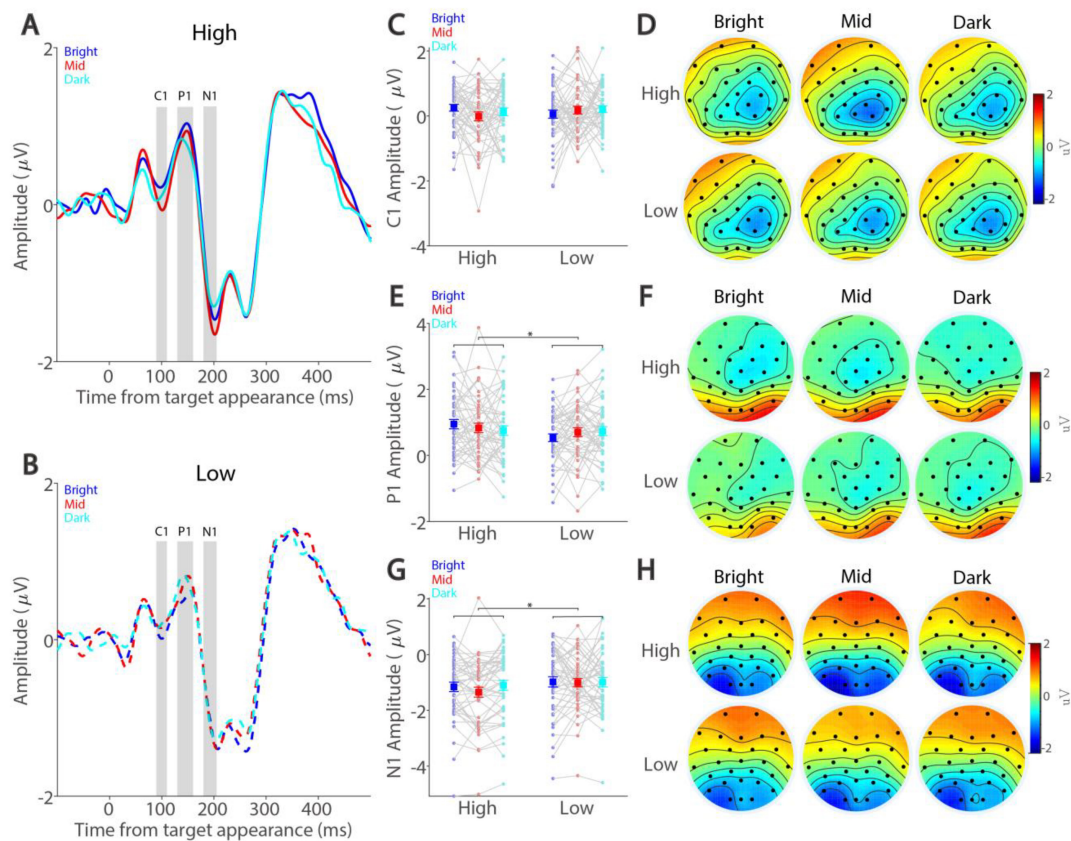 A
High
Bright
Mid
Dark
C1 P1 N1
2
0
-2
Amplitude ( μV)
0 100 200 300 400
Time from target appearance (ms)
B
Low
Bright
Mid
Dark
C1 P1 N1
2
0
-2
Amplitude ( μV)
0 100 200 300 400
Time from target appearance (ms)
C
Bright
Mid
Dark
2
0
-2
-4
C1 Amplitude ( μV)
High Low
D
Bright Mid Dark
High
Low
2
0
-2
uV
E
Bright
Mid
Dark
*
4
2
0
2
P1 Amplitude ( μV)
High Low
F
Bright Mid Dark
High
Low
2
0
-2
uV
G
Bright
Mid
Dark
*
2
0
-2
-4
N1 Amplitude ( μV)
High Low
H
Bright Mid Dark
High
Low
2
0
-2
uV